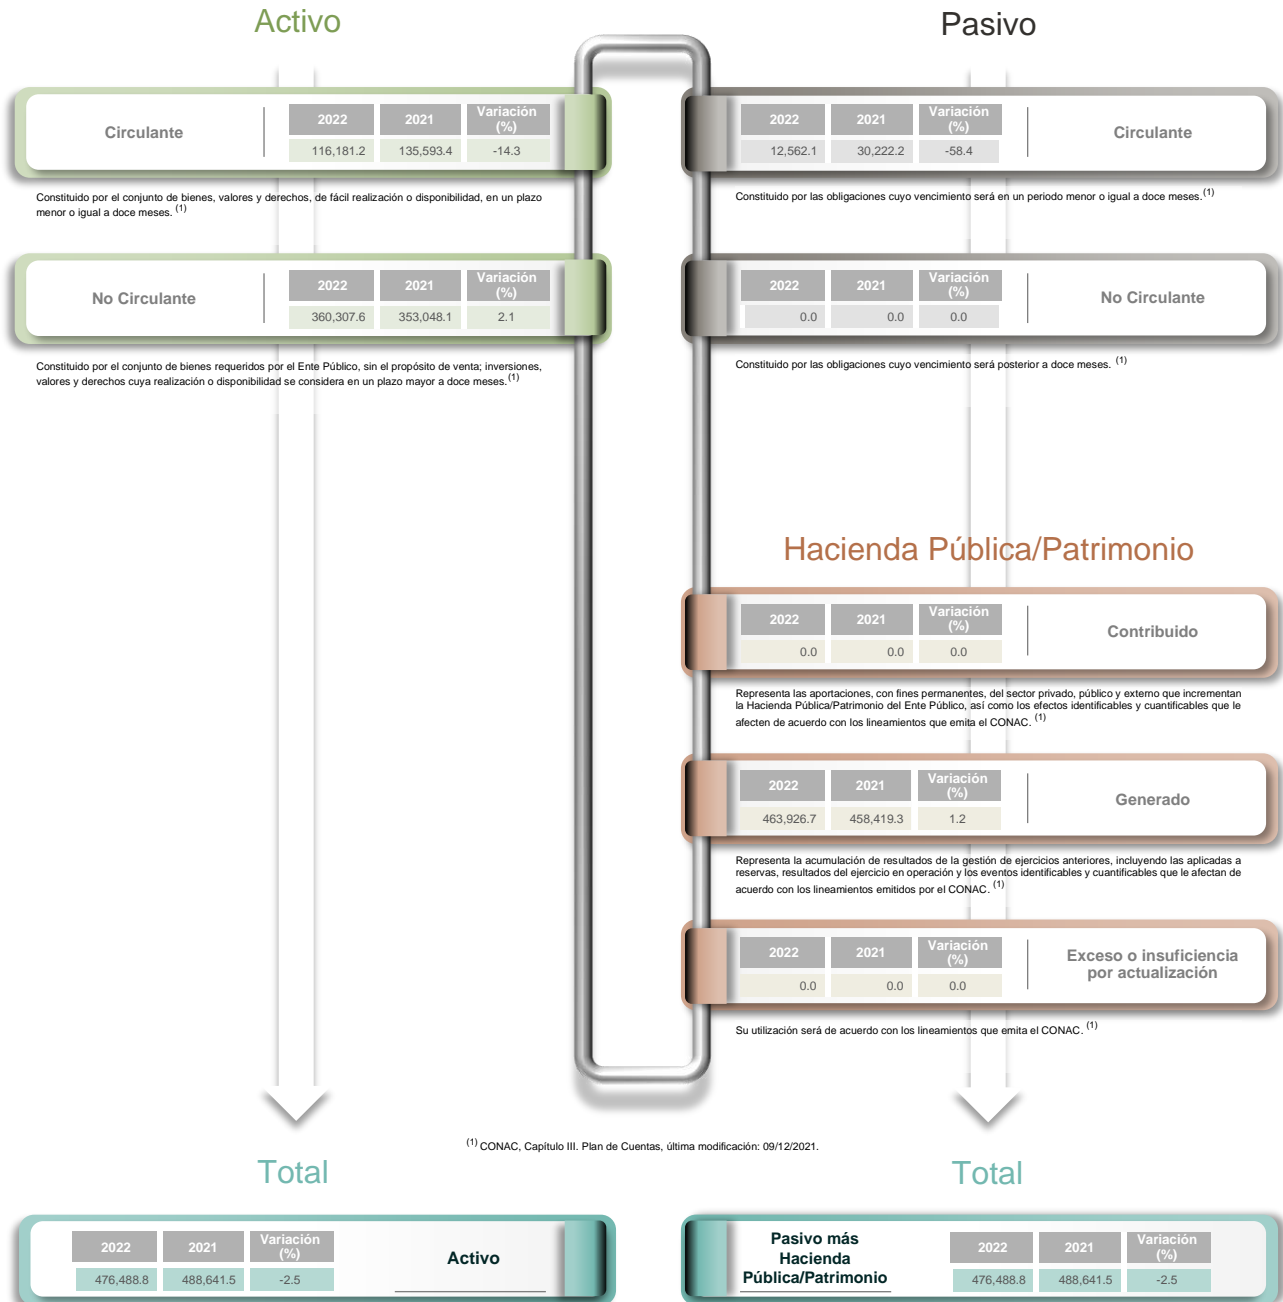 Activo
Circulante
2022 2021 Variación (%)
116,181.2 135,593.4 -14.3
Constituido por el conjunto de bienes, valores y derechos, de fácil realización o disponibilidad, en un plazo
menor o igual a doce meses. (1)
No Circulante
2022 2021 Variación (%)
360,307.6 353,048.1 2.1
Constituido por el conjunto de bienes requeridos por el Ente Público, sin el propósito de venta; inversiones,
valores y derechos cuya realización o disponibilidad se considera en un plazo mayor a doce meses. (1)
Pasivo
2022 2021 Variación (%)
12,562.1 30,222.2 -58.4
Circulante
Constituido por las obligaciones cuyo vencimiento será en un periodo menor o igual a doce meses. (1)
2022 2021 Variación (%)
0.0 0.0 0.0
No Circulante
Constituido por las obligaciones cuyo vencimiento será posterior a doce meses. (1)
Hacienda Pública/Patrimonio
2022 2021 Variación (%)
0.0 0.0 0.0
Contribuido
Representa las aportaciones, con fines permanentes, del sector privado, público y externo que incrementan
la Hacienda Pública/Patrimonio del Ente Público, así como los efectos identificables y cuantificables que le
afecten de acuerdo con los lineamientos que emita el CONAC. (1)
2022 2021 Variación (%)
463,926.7 458,419.3 1.2
Generado
Representa la acumulación de resultados de la gestión de ejercicios anteriores, incluyendo las aplicadas a
reservas, resultados del ejercicio en operación y los eventos identificables y cuantificables que le afectan de
acuerdo con los lineamientos emitidos por el CONAC. (1)
2022 2021 Variación (%)
0.0 0.0 0.0
Exceso o insuficiencia
por actualización
Su utilización será de acuerdo con los lineamientos que emita el CONAC. (1)
(1) CONAC, Capítulo III. Plan de Cuentas, última modificación: 09/12/2021.
Total
2022 2021 Variación (%)
476,488.8 488,641.5 -2.5
Activo
Total
Pasivo más
Hacienda
Pública/Patrimonio
2022 2021 Variación (%)
476,488.8 488,641.5 -2.5